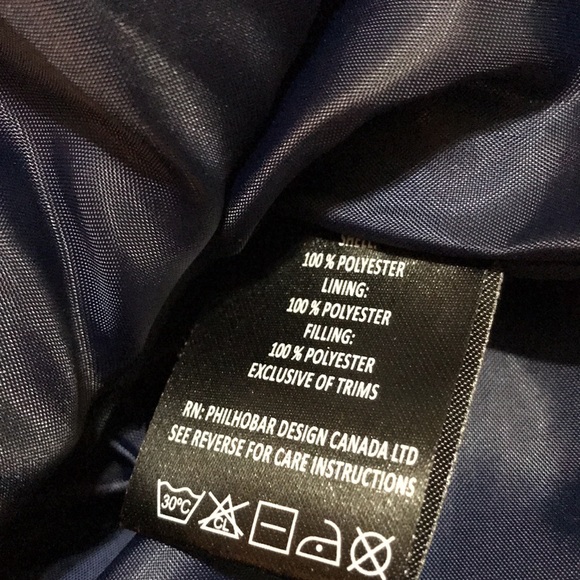 SHELL:
100 % POLYESTER
LINING:
100 % POLYESTER
FILLING:
100 % POLYESTER
EXCLUSIVE OF TRIMS
RN: PHILHOBAR DESIGN CANADA LTD
SEE REVERSE FOR CARE INSTRUCTIONS
30°C CL